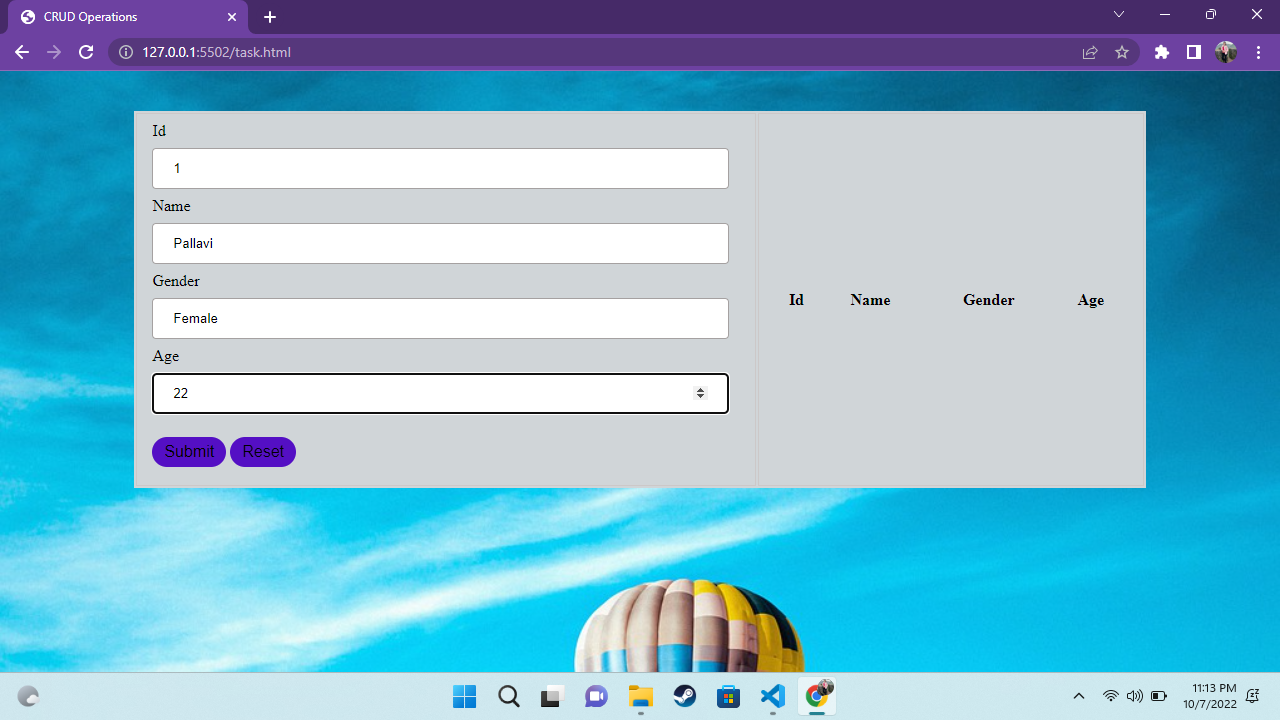 CRUD Operations
127.0.0.1:5502/task.html
Id
1
Name
Pallavi
Gender
Female
Age
22
Submit Reset
Id Name Gender Age
11:13 PM
10/7/2022